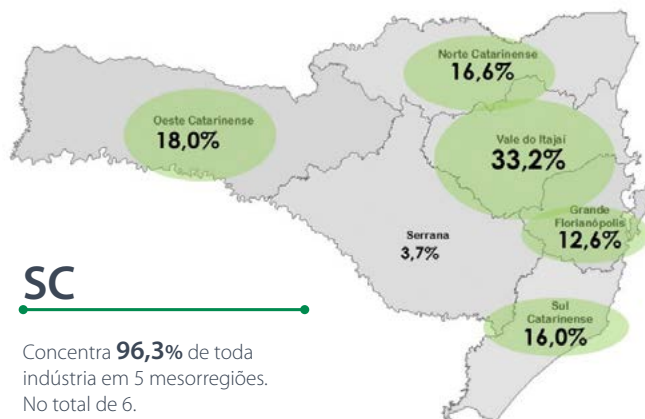 Norte Catarinense
16,6%
Oeste Catarinense
18,0%
Vale do Itajaí
33,2%
Grande
Florianópolis
12,6%
Serrana
3,7%
SC
Sul
Catarinense
16,0%
Concentra 96,3% de toda
indústria em 5 mesorregiões.
No total de 6.